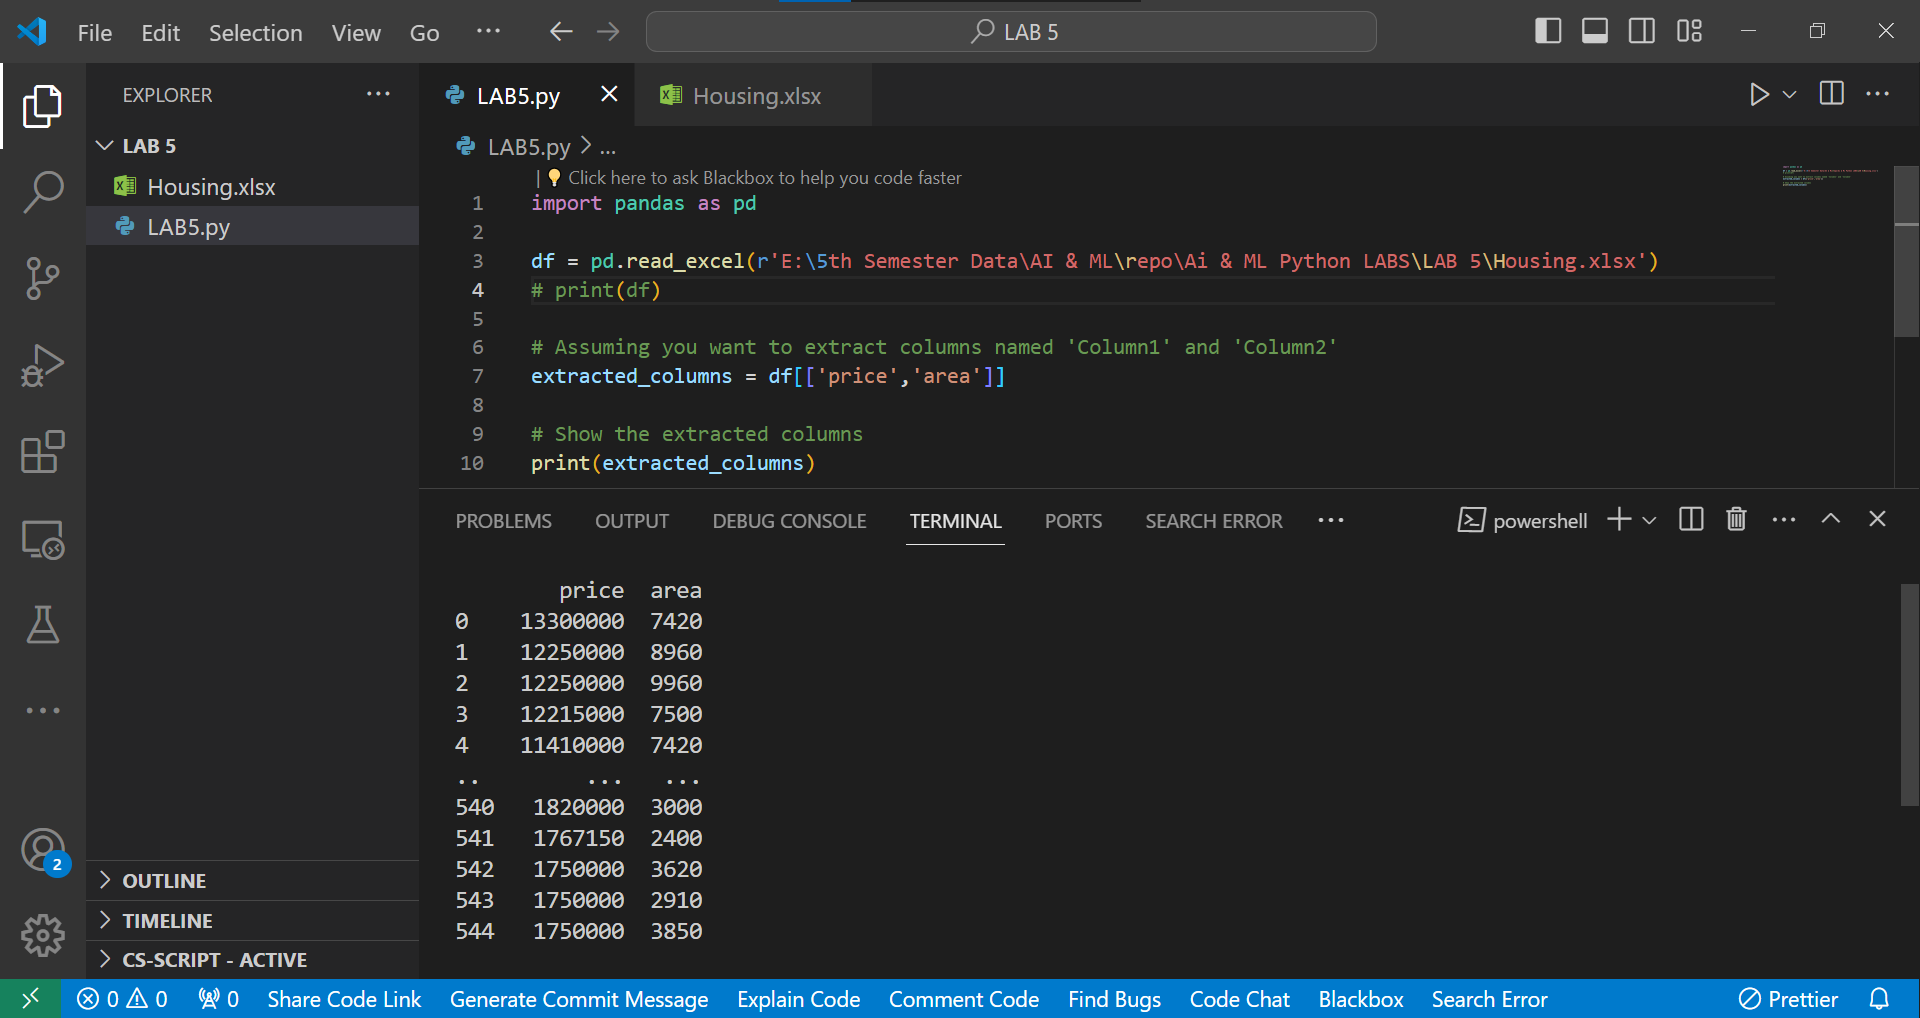 File Edit Selection View Go ··· LAB 5
EXPLORER ···
LAB 5
Housing.xlsx
LAB5.py
OUTLINE
TIMELINE
CS-SCRIPT - ACTIVE
2
LAB5.py Housing.xlsx
LAB5.py > ...
| Click here to ask Blackbox to help you code faster
1 import pandas as pd
2
3 df = pd.read_excel(r'E:\5th Semester Data\AI & ML\repo\Ai & ML Python LABS\LAB 5\Housing.xlsx')
4 # print(df)
5
6 # Assuming you want to extract columns named 'Column1' and 'Column2'
7 extracted_columns = df[['price','area']]
8
9 # Show the extracted columns
10 print(extracted_columns)
PROBLEMS OUTPUT DEBUG CONSOLE TERMINAL PORTS SEARCH ERROR ··· powershell
price area
0 13300000 7420
1 12250000 8960
2 12250000 9960
3 12215000 7500
4 11410000 7420
.. ... ...
540 1820000 3000
541 1767150 2400
542 1750000 3620
543 1750000 2910
544 1750000 3850
0 0 0 Share Code Link Generate Commit Message Explain Code Comment Code Find Bugs Code Chat Blackbox Search Error Prettier